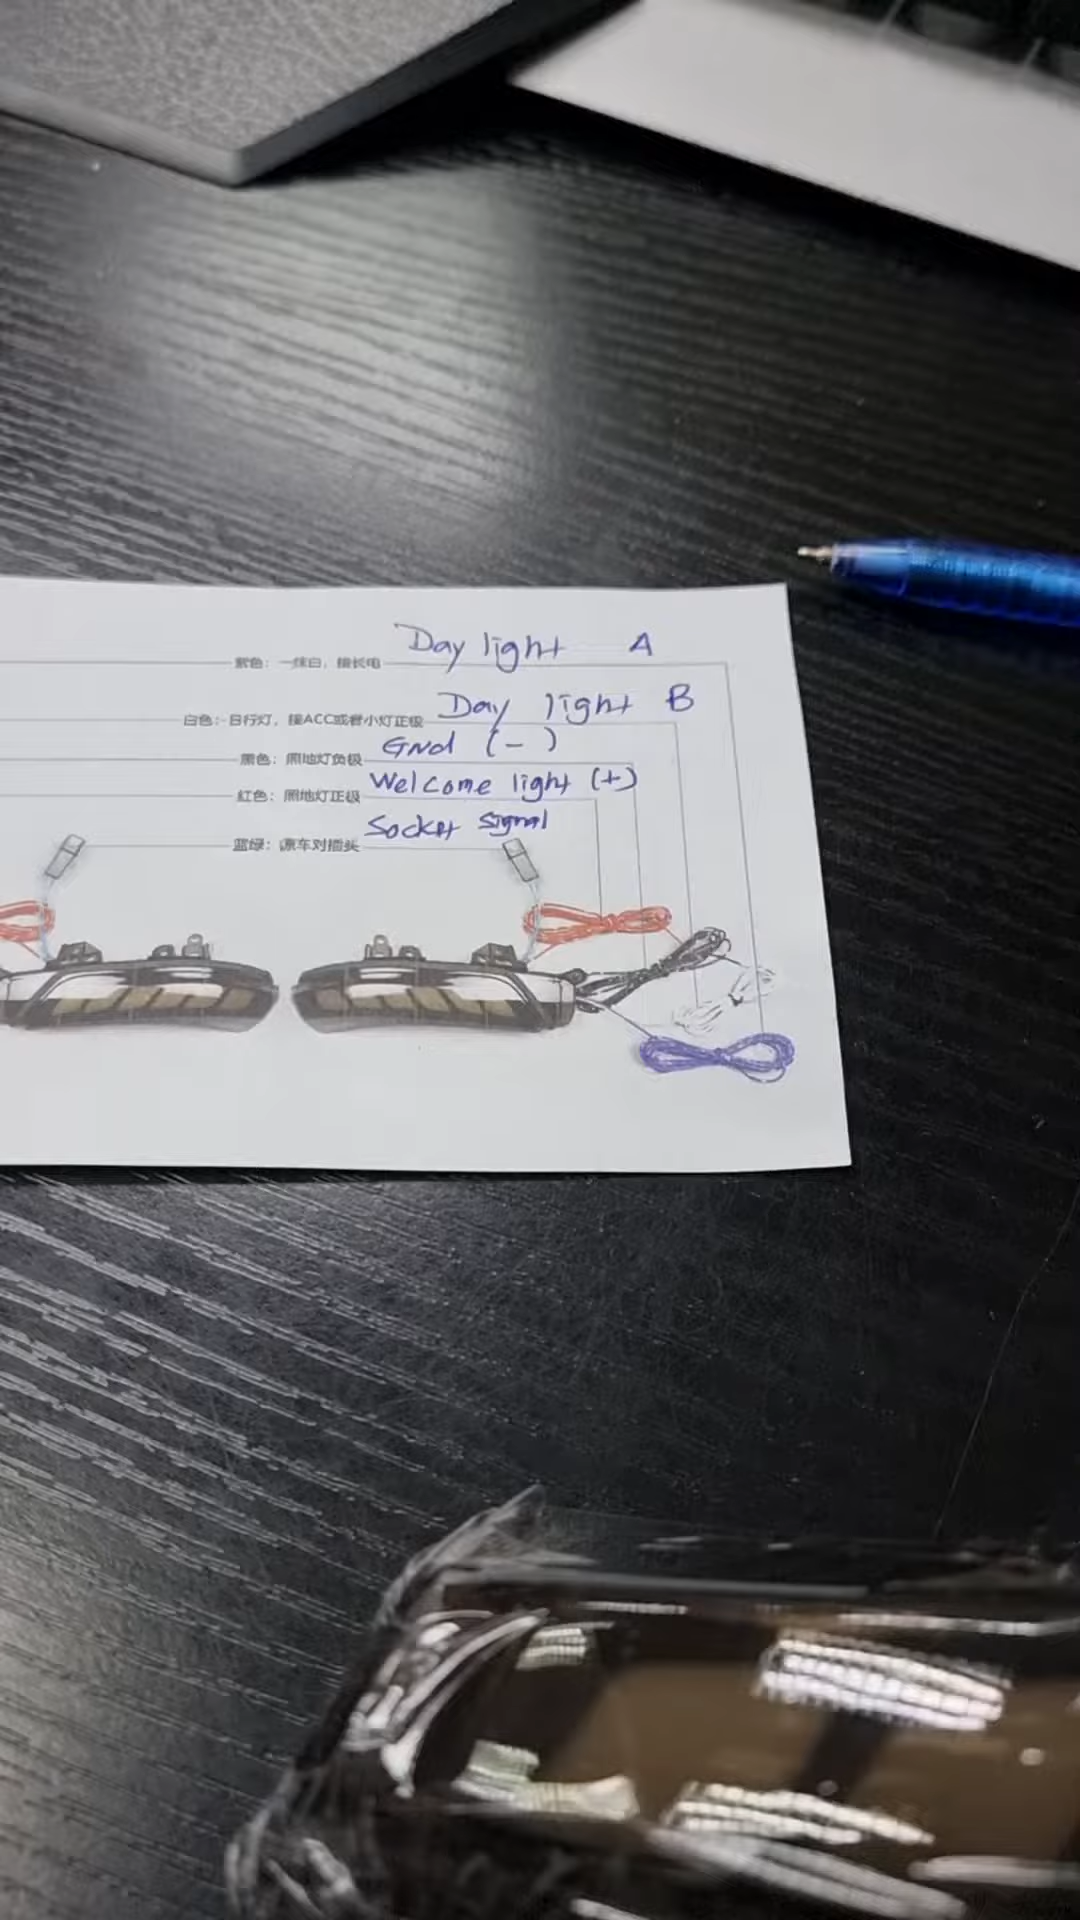 Day light A
紫色：一抹白，接长电
Day light B
白色：日行灯，接ACC或者小灯正极
Gnd (-)
黑色：照地灯负极
Welcome light (+)
红色：照地灯正极
Socket signal
蓝绿：原车对插头